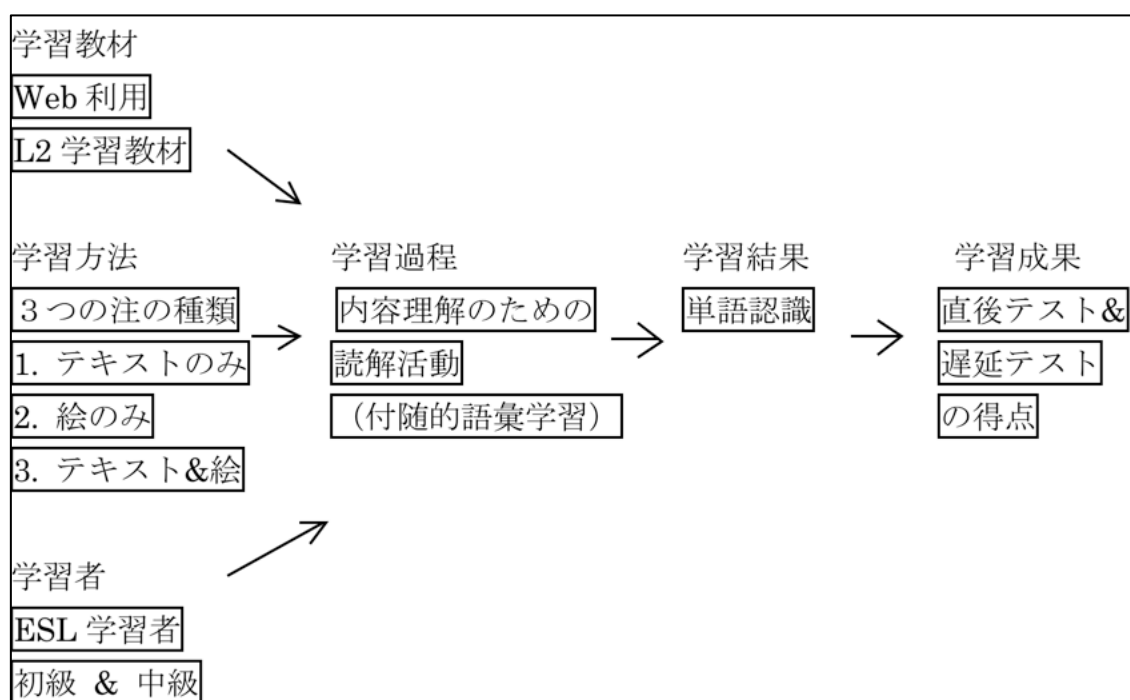 学習教材
Web 利用
L2 学習教材
学習方法
３つの注の種類
1. テキストのみ
2. 絵のみ
3. テキスト&絵
学習者
ESL 学習者
初級 & 中級
学習過程
内容理解のための
読解活動
（付随的語彙学習）
学習結果
単語認識
学習成果
直後テスト&
遅延テスト
の得点